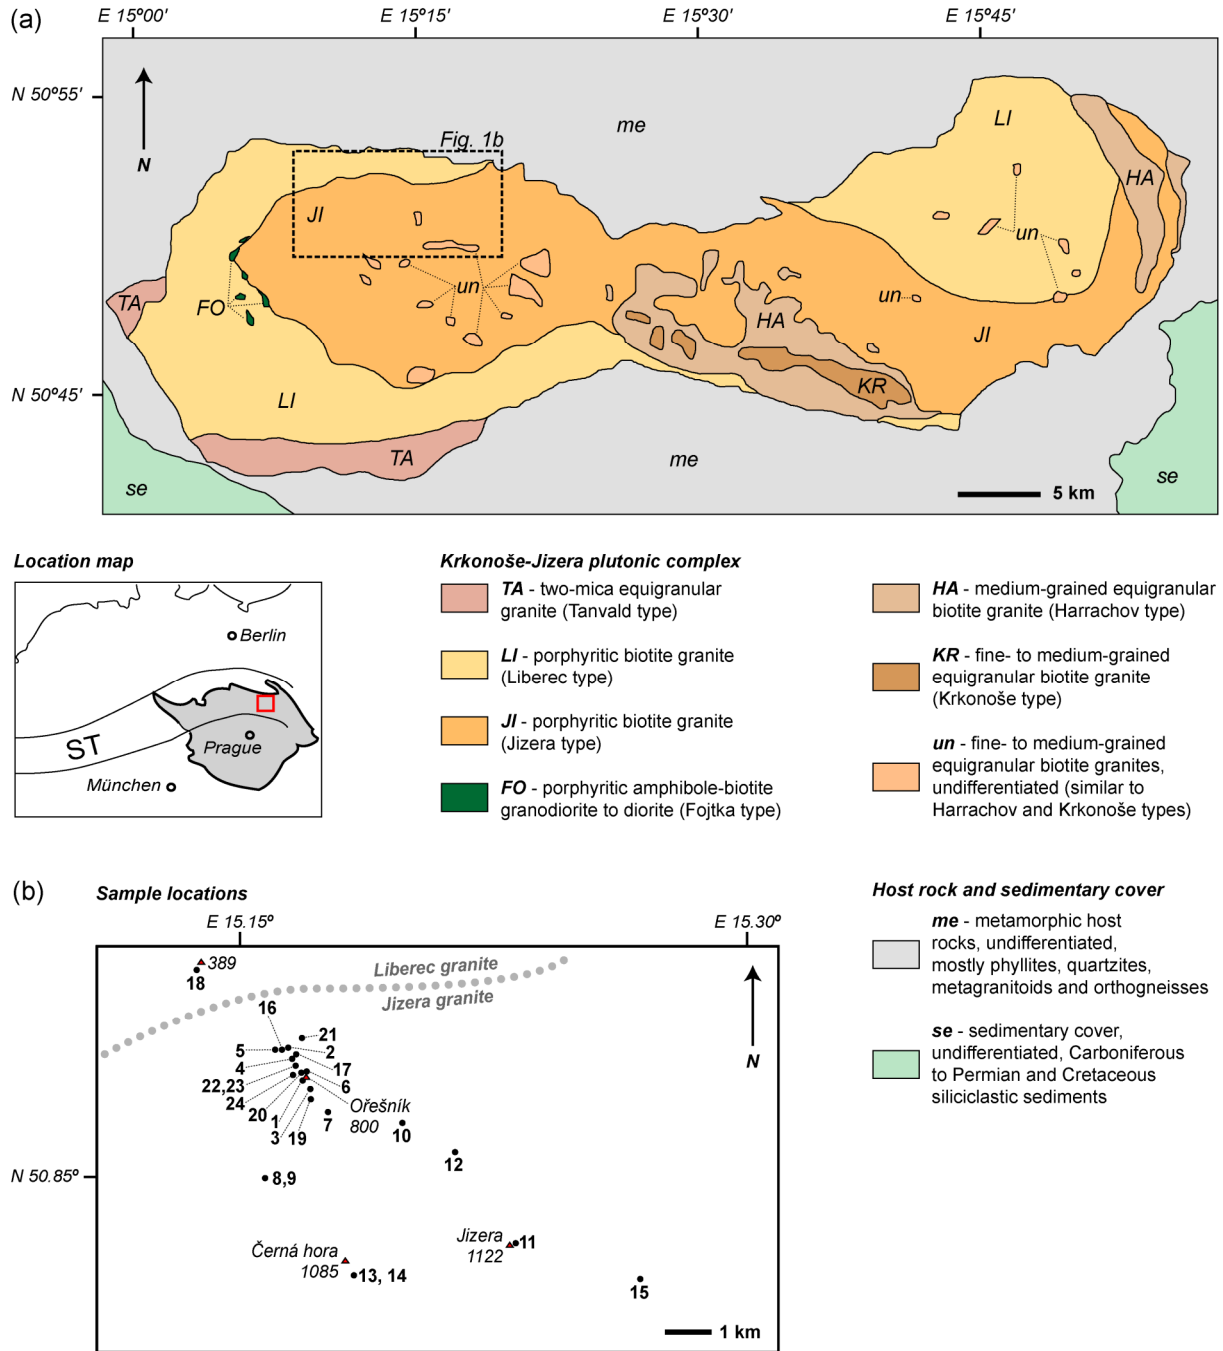 (a)
E 15º00'
E 15º15'
E 15º30'
E 15º45'
N 50º55'
N 50º45'
N
Fig. 1b
me
LI
HA
JI
un
TA
FO
un
un
HA
JI
KR
LI
TA
me
se
se
5 km
Location map
Berlin
ST
Prague
München
Krkonoše-Jizera plutonic complex
TA - two-mica equigranular
granite (Tanvald type)
LI - porphyritic biotite granite
(Liberec type)
JI - porphyritic biotite granite
(Jizera type)
FO - porphyritic amphibole-biotite
granodiorite to diorite (Fojtka type)
HA - medium-grained equigranular
biotite granite (Harrachov type)
KR - fine- to medium-grained
equigranular biotite granite
(Krkonoše type)
un - fine- to medium-grained
equigranular biotite granites,
undifferentiated (similar to
Harrachov and Krkonoše types)
Host rock and sedimentary cover
me - metamorphic host
rocks, undifferentiated,
mostly phyllites, quartzites,
metagranitoids and orthogneisses
se - sedimentary cover,
undifferentiated, Carboniferous
to Permian and Cretaceous
siliciclastic sediments
(b)
Sample locations
E 15.15º
E 15.30º
N 50.85º
N
389
18
Liberec granite
Jizera granite
16
21
5
2
4
17
22,23
6
24
20
Ořešník
800
1
3
19
7
10
12
8,9
Jizera
1122
11
Černá hora
1085
13, 14
15
1 km